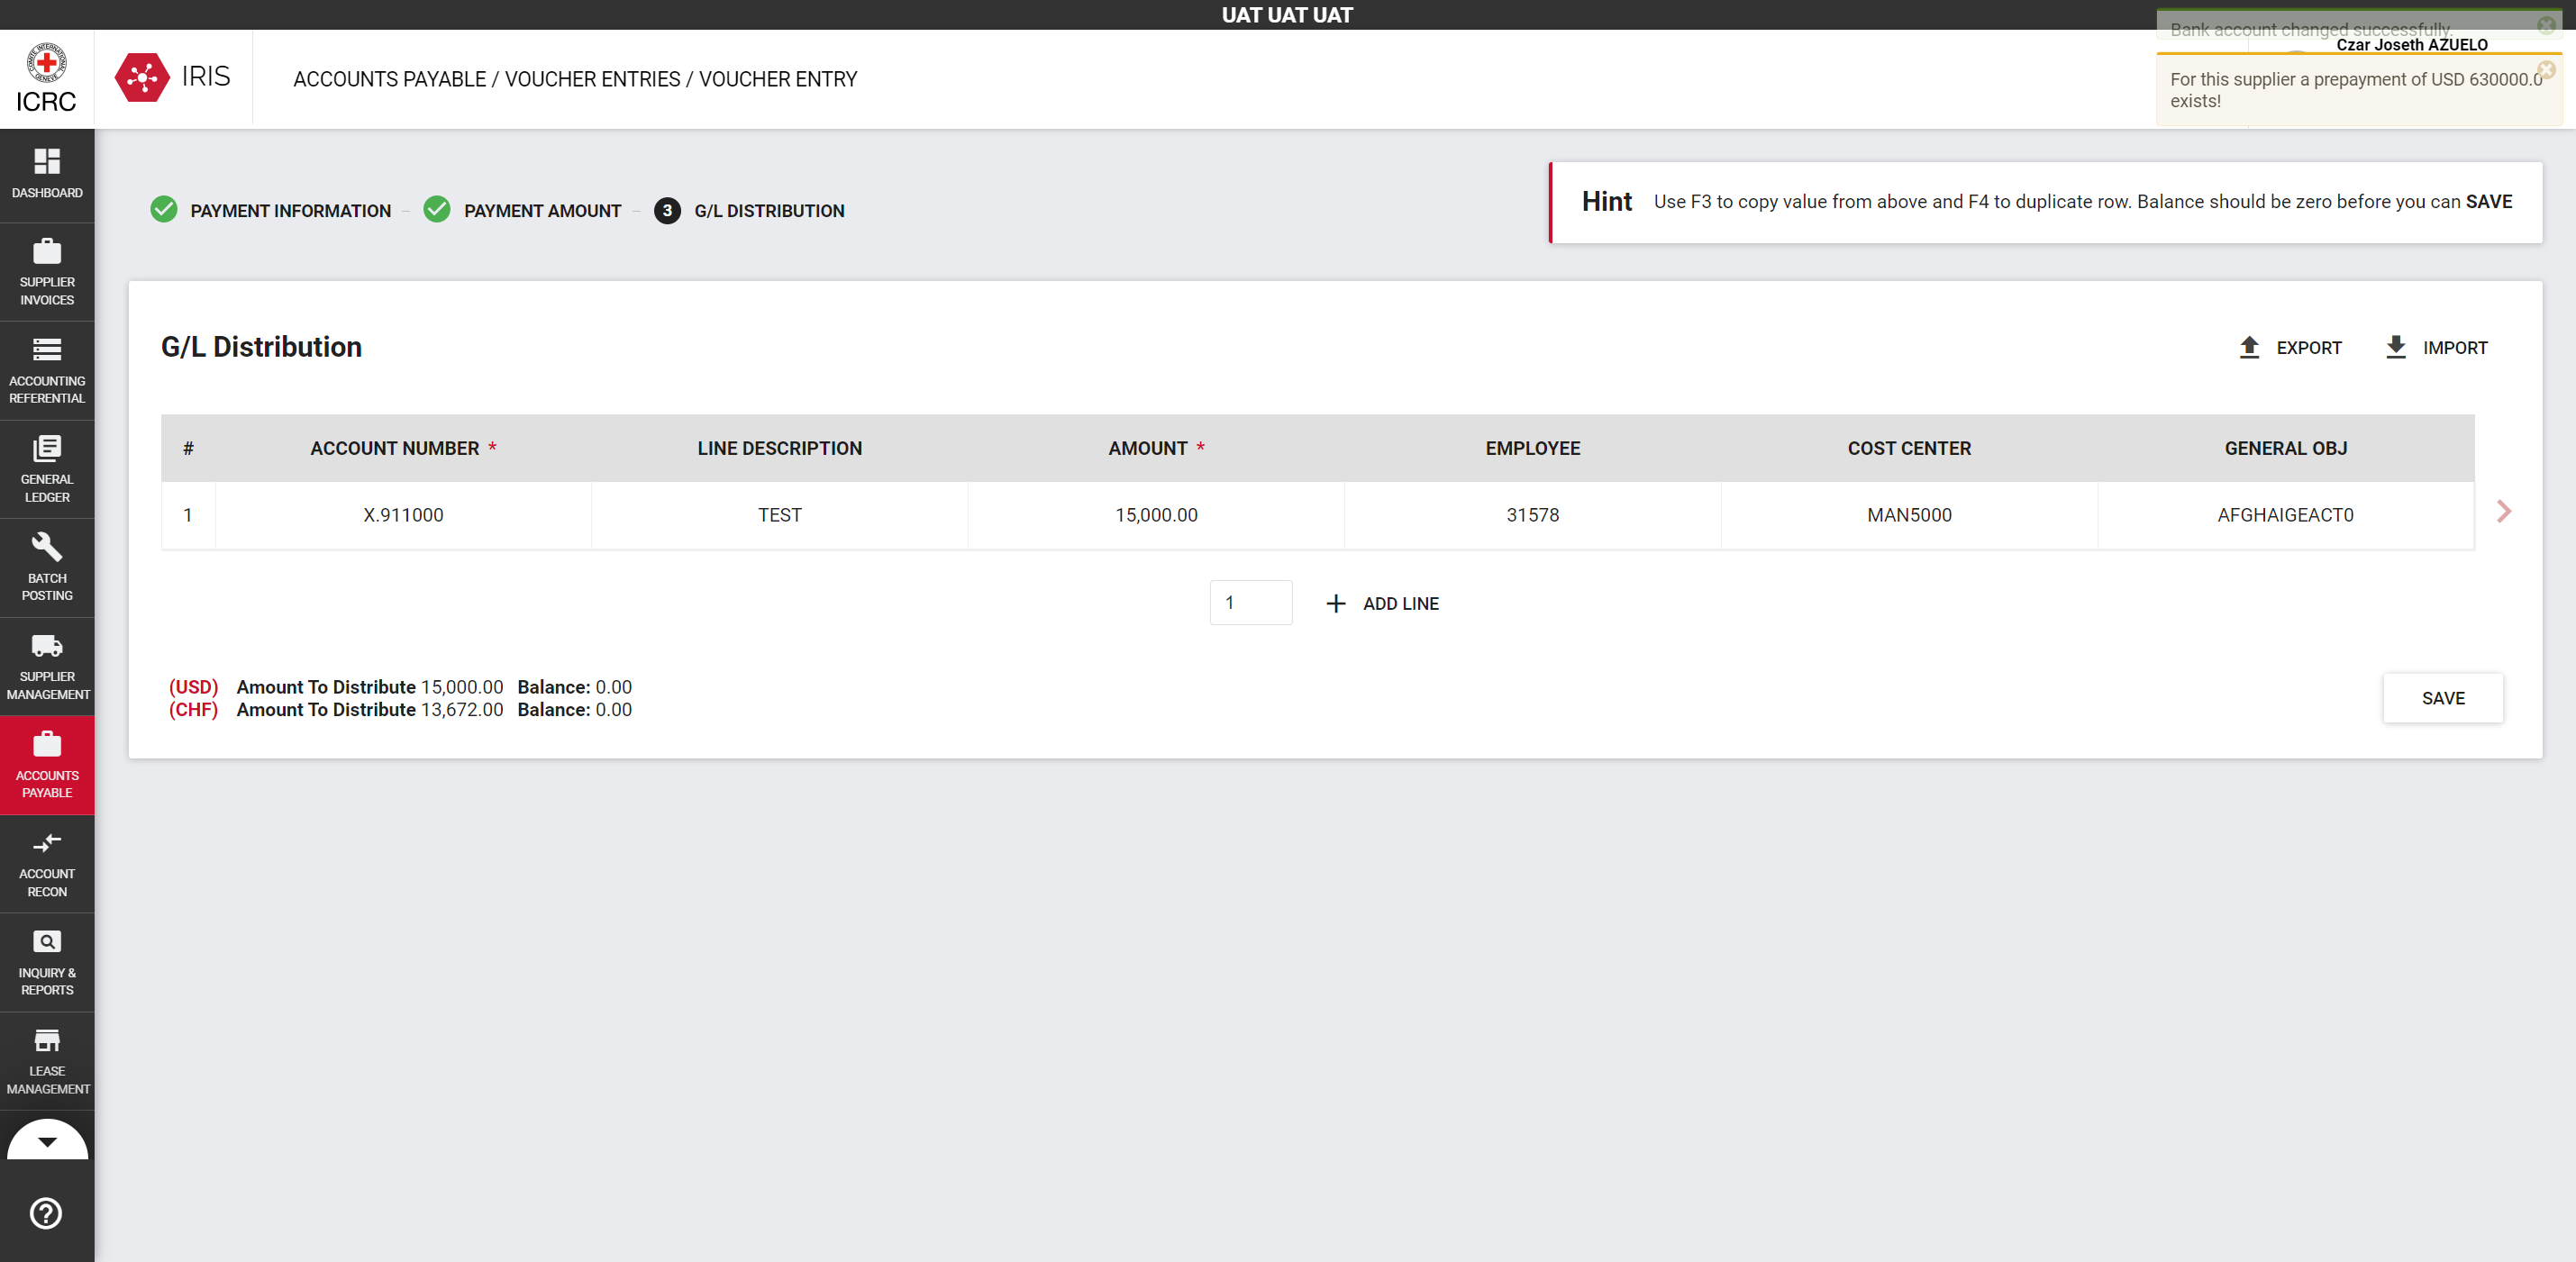 UAT UAT UAT
Bank account changed successfully.
Czar Joseth AZUELO
For this supplier a prepayment of USD 630000.0
exists!
COMITE INTERNATIONAL GENEVE
ICRC
IRIS
ACCOUNTS PAYABLE / VOUCHER ENTRIES / VOUCHER ENTRY
DASHBOARD
SUPPLIER
INVOICES
ACCOUNTING
REFERENTIAL
GENERAL
LEDGER
BATCH
POSTING
SUPPLIER
MANAGEMENT
ACCOUNTS
PAYABLE
ACCOUNT
RECON
INQUIRY &
REPORTS
LEASE
MANAGEMENT
PAYMENT INFORMATION
PAYMENT AMOUNT
3 G/L DISTRIBUTION
Hint Use F3 to copy value from above and F4 to duplicate row. Balance should be zero before you can SAVE
G/L Distribution
EXPORT
IMPORT
# ACCOUNT NUMBER * LINE DESCRIPTION AMOUNT * EMPLOYEE COST CENTER GENERAL OBJ
1 X.911000 TEST 15,000.00 31578 MAN5000 AFGHAIGEACT0
1
ADD LINE
(USD) Amount To Distribute 15,000.00 Balance: 0.00
(CHF) Amount To Distribute 13,672.00 Balance: 0.00
SAVE